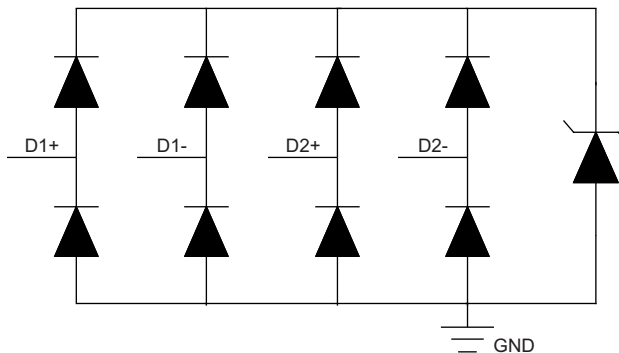 D1+
D1-
D2+
D2-
GND